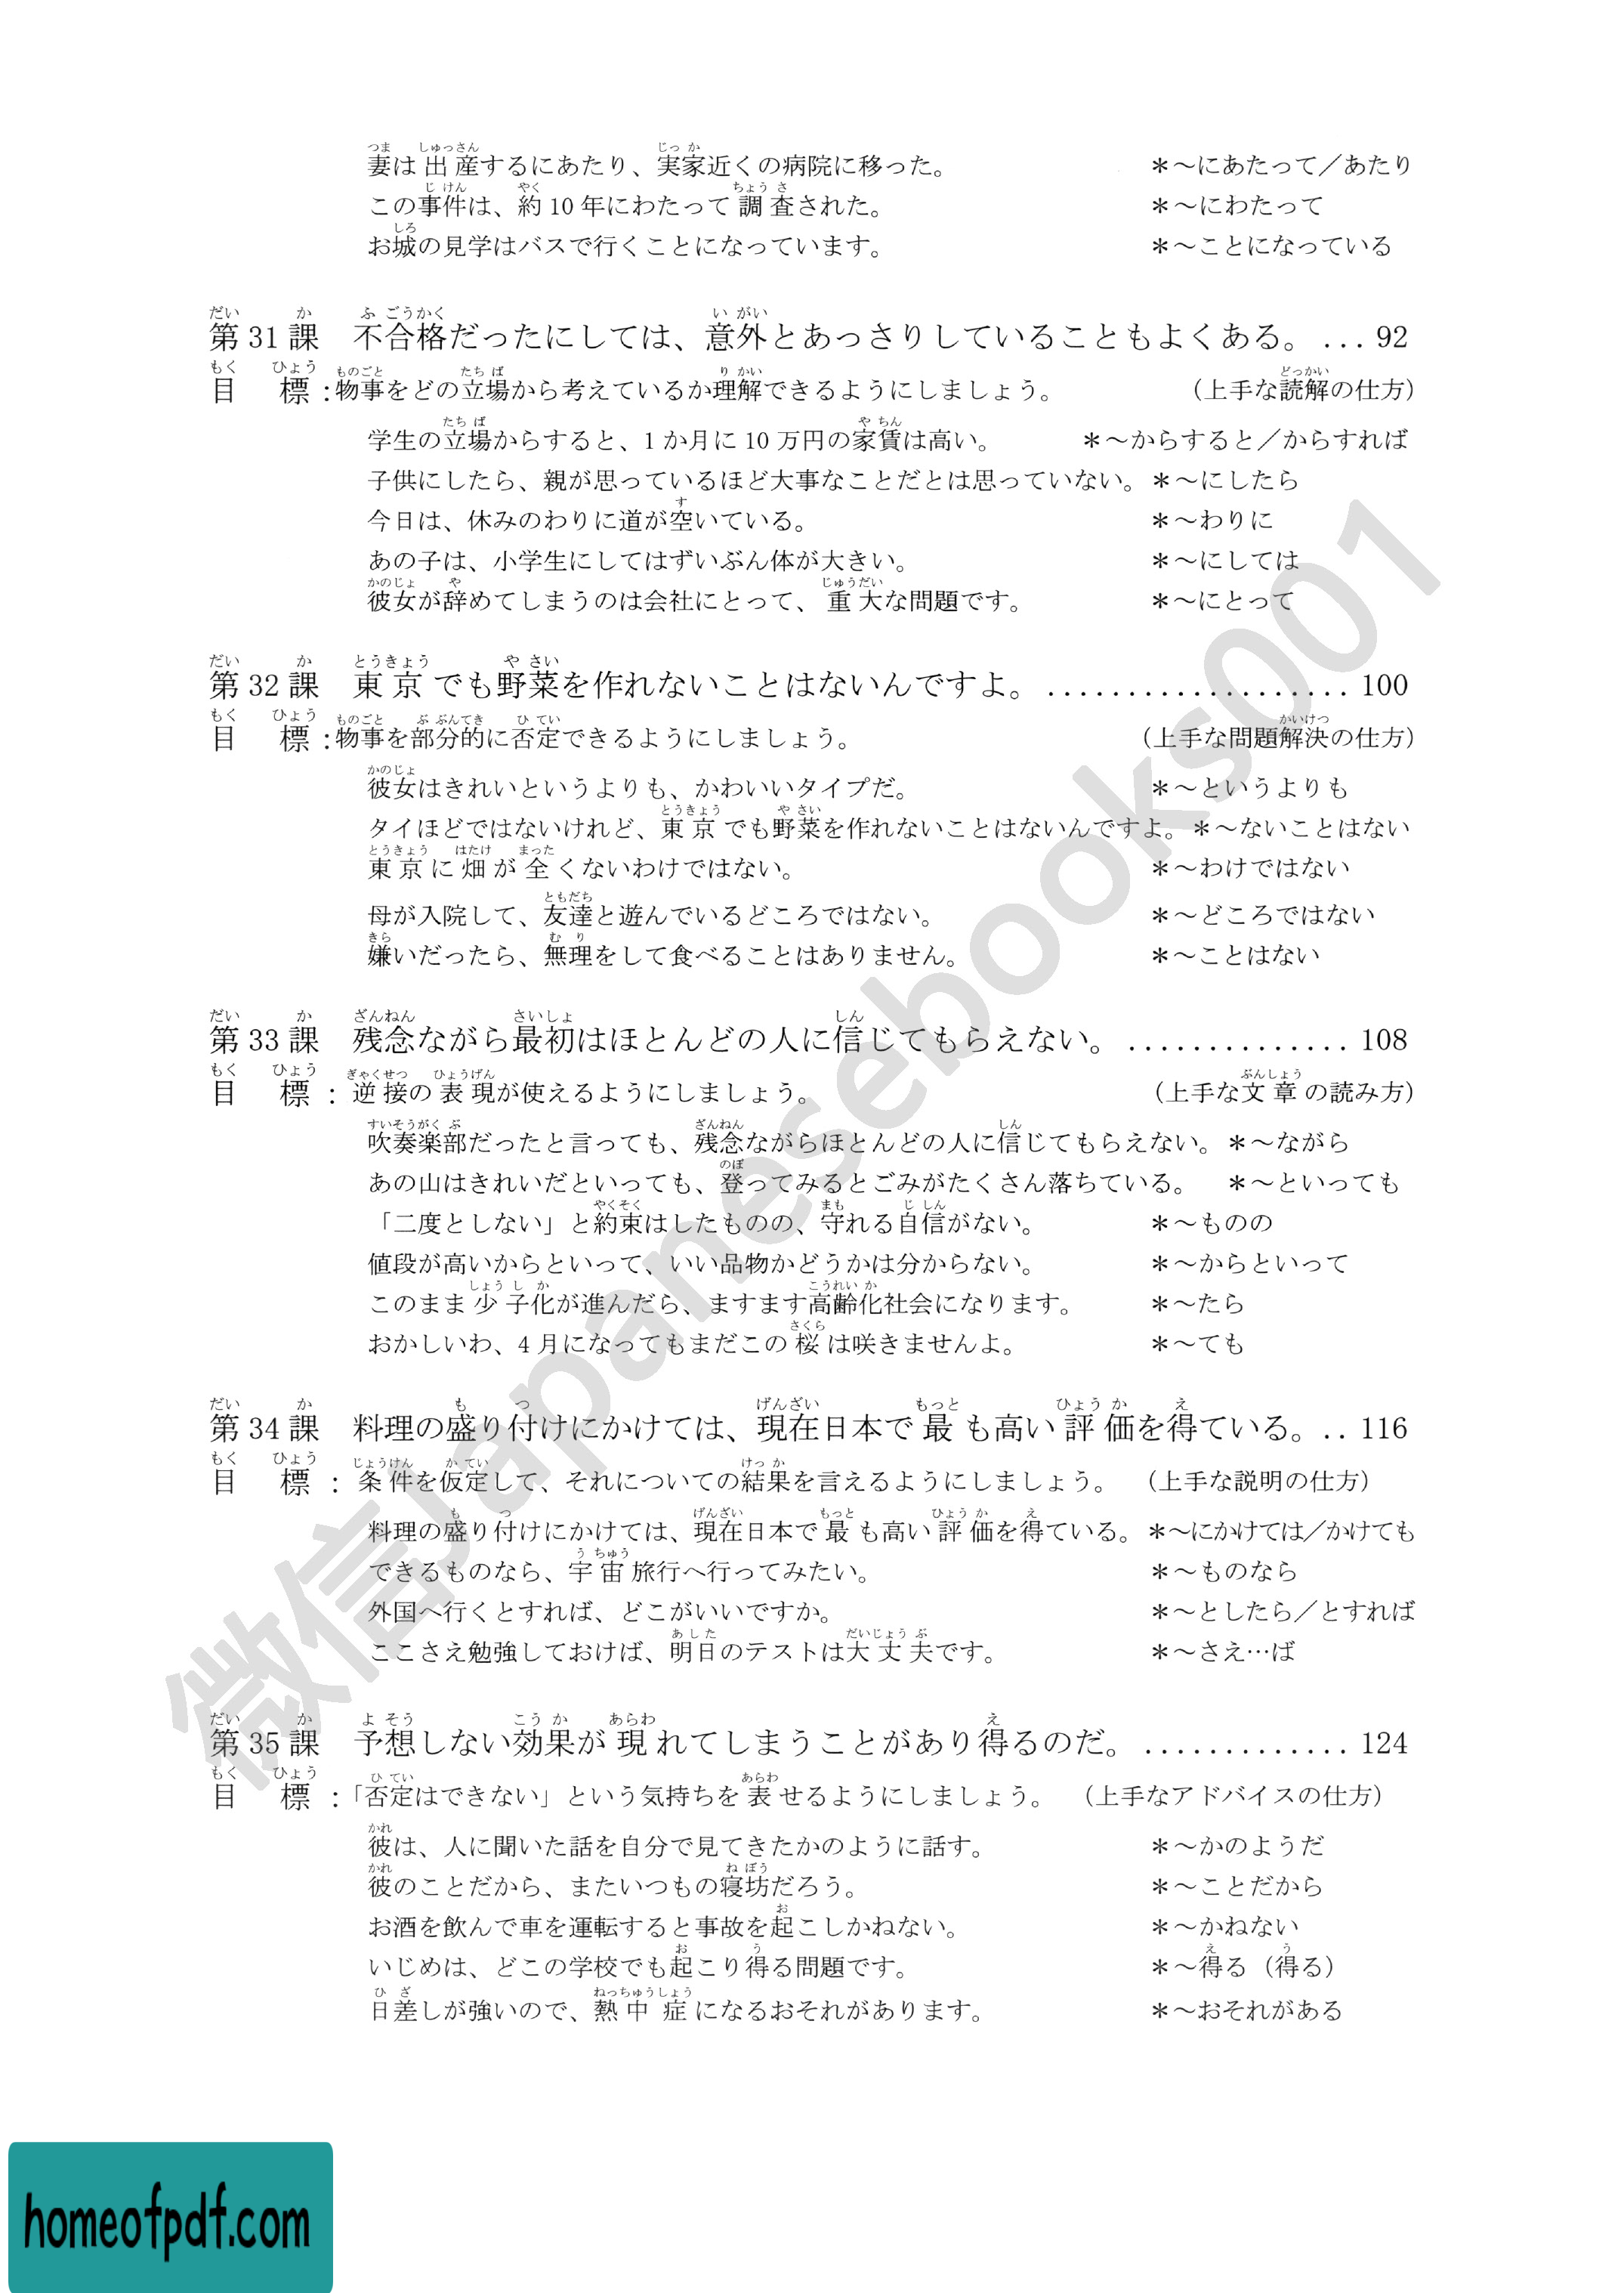 妻は出産するにあたり、実家近くの病院に移った。 ＊～にあたって／あたり
この事件は、約10年にわたって調査された。 ＊～にわたって
お城の見学はバスで行くことになっています。 ＊～ことになっている
第31課 不合格だったにしては、意外とあっさりしていることもよくある。 ... 92
目標：物事をどの立場から考えているか理解できるようにしましょう。 （上手な読解の仕方）
学生の立場からすると、1か月に10万円の家賃は高い。 ＊～からすると／からすれば
子供にしたら、親が思っているほど大事なことだとは思っていない。 ＊～にしたら
今日は、休みのわりに道が空いている。 ＊～わりに
あの子は、小学生にしてはずいぶん体が大きい。 ＊～にしては
彼女が辞めてしまうのは会社にとって、重大な問題です。 ＊～にとって
第32課 東京でも野菜を作れないことはないんですよ。 ................... 100
目標：物事を部分的に否定できるようにしましょう。 （上手な問題解決の仕方）
彼女はきれいというよりも、かわいいタイプだ。 ＊～というよりも
タイほどではないけれど、東京でも野菜を作れないことはないんですよ。 ＊～ないことはない
東京に畑が全くないわけではない。 ＊～わけではない
母が入院して、友達と遊んでいるどころではない。 ＊～どころではない
嫌いだったら、無理をして食べることはありません。 ＊～ことはない
第33課 残念ながら最初はほとんどの人に信じてもらえない。 .............. 108
目標：逆接の表現が使えるようにしましょう。 （上手な文章の読み方）
吹奏楽部だったと言っても、残念ながらほとんどの人に信じてもらえない。 ＊～ながら
あの山はきれいだといっても、登ってみるとごみがたくさん落ちている。 ＊～といっても
「二度としない」と約束はしたものの、守れる自信がない。 ＊～ものの
値段が高いからといって、いい品物かどうかは分からない。 ＊～からといって
このまま少子化が進んだら、ますます高齢化社会になります。 ＊～たら
おかしいわ、4月になってもまだこの桜は咲きませんよ。 ＊～ても
第34課 料理の盛り付けにかけては、現在日本で最も高い評価を得ている。 .. 116
目標：条件を仮定して、それについての結果を言えるようにしましょう。 （上手な説明の仕方）
料理の盛り付けにかけては、現在日本で最も高い評価を得ている。 ＊～にかけては／かけても
できるものなら、宇宙旅行へ行ってみたい。 ＊～ものなら
外国へ行くとすれば、どこがいいですか。 ＊～としたら／とすれば
ここさえ勉強しておけば、明日のテストは大丈夫です。 ＊～さえ…ば
第35課 予想しない効果が現れてしまうことがあり得るのだ。 ............. 124
目標：「否定はできない」という気持ちを表せるようにしましょう。 （上手なアドバイスの仕方）
彼は、人に聞いた話を自分で見てきたかのように話す。 ＊～かのようだ
彼のことだから、またいつもの寝坊だろう。 ＊～ことだから
お酒を飲んで車を運転すると事故を起こしかねない。 ＊～かねない
いじめは、どこの学校でも起こり得る問題です。 ＊～得る（得る）
日差しが強いので、熱中症になるおそれがあります。 ＊～おそれがある
微信Japanesebooks001
homeofpdf.com